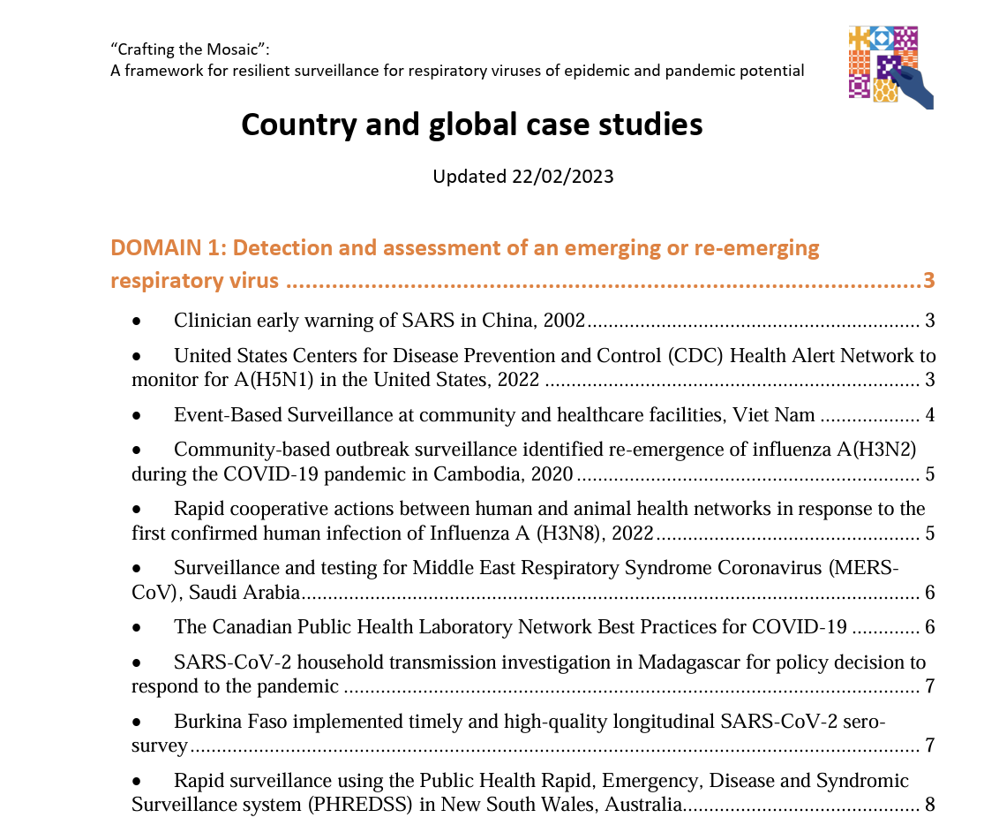 “Crafting the Mosaic”:
A framework for resilient surveillance for respiratory viruses of epidemic and pandemic potential
Country and global case studies
Updated 22/02/2023
DOMAIN 1: Detection and assessment of an emerging or re-emerging
respiratory virus ........................................................................................................3
• Clinician early warning of SARS in China, 2002................................................................ 3
• United States Centers for Disease Prevention and Control (CDC) Health Alert Network to
monitor for A(H5N1) in the United States, 2022 ........................................................................ 3
• Event-Based Surveillance at community and healthcare facilities, Viet Nam ................... 4
• Community-based outbreak surveillance identified re-emergence of influenza A(H3N2)
during the COVID-19 pandemic in Cambodia, 2020 .................................................................. 5
• Rapid cooperative actions between human and animal health networks in response to the
first confirmed human infection of Influenza A (H3N8), 2022................................................... 5
• Surveillance and testing for Middle East Respiratory Syndrome Coronavirus (MERS-
CoV), Saudi Arabia...................................................................................................................... 6
• The Canadian Public Health Laboratory Network Best Practices for COVID-19 ............. 6
• SARS-CoV-2 household transmission investigation in Madagascar for policy decision to
respond to the pandemic .............................................................................................................. 7
• Burkina Faso implemented timely and high-quality longitudinal SARS-CoV-2 sero-
survey........................................................................................................................................... 7
• Rapid surveillance using the Public Health Rapid, Emergency, Disease and Syndromic
Surveillance system (PHREDSS) in New South Wales, Australia............................................. 8